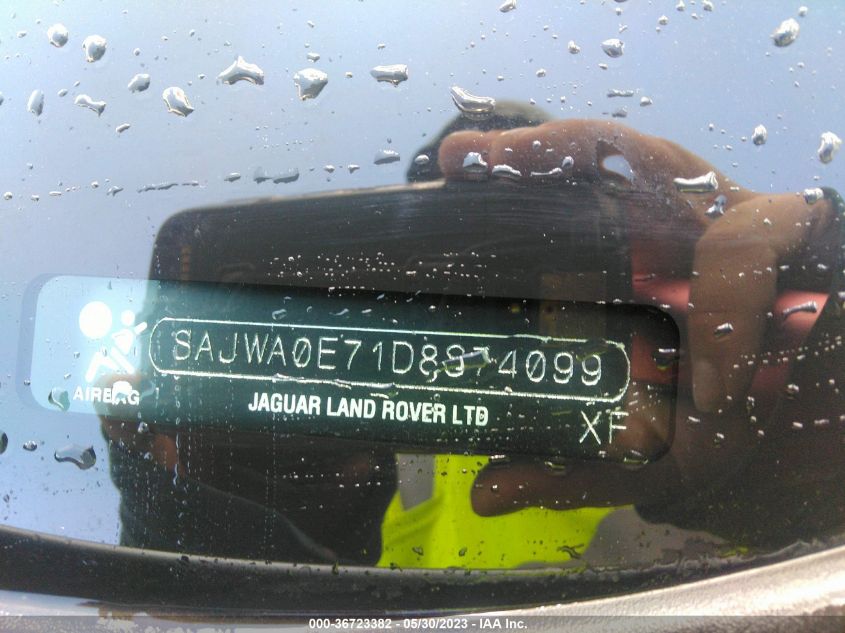 SAJWA0E71D8S74099
AIRBAG
JAGUAR LAND ROVER LTD
XF
000-36723382 - 05/30/2023 - IAA Inc.